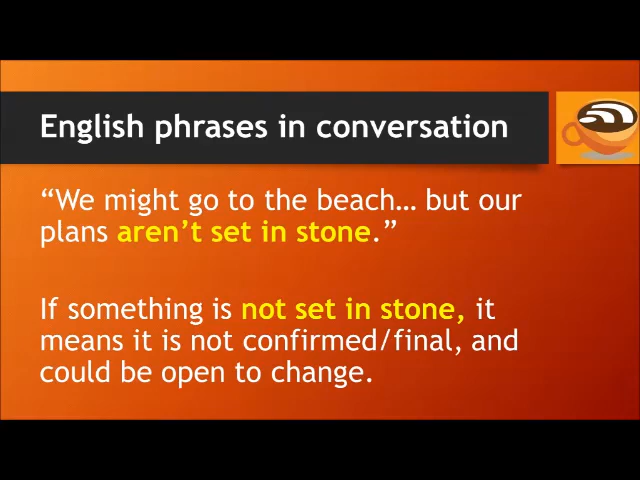 English phrases in conversation
“We might go to the beach… but our
plans aren’t set in stone.”
If something is not set in stone, it
means it is not confirmed/final, and
could be open to change.